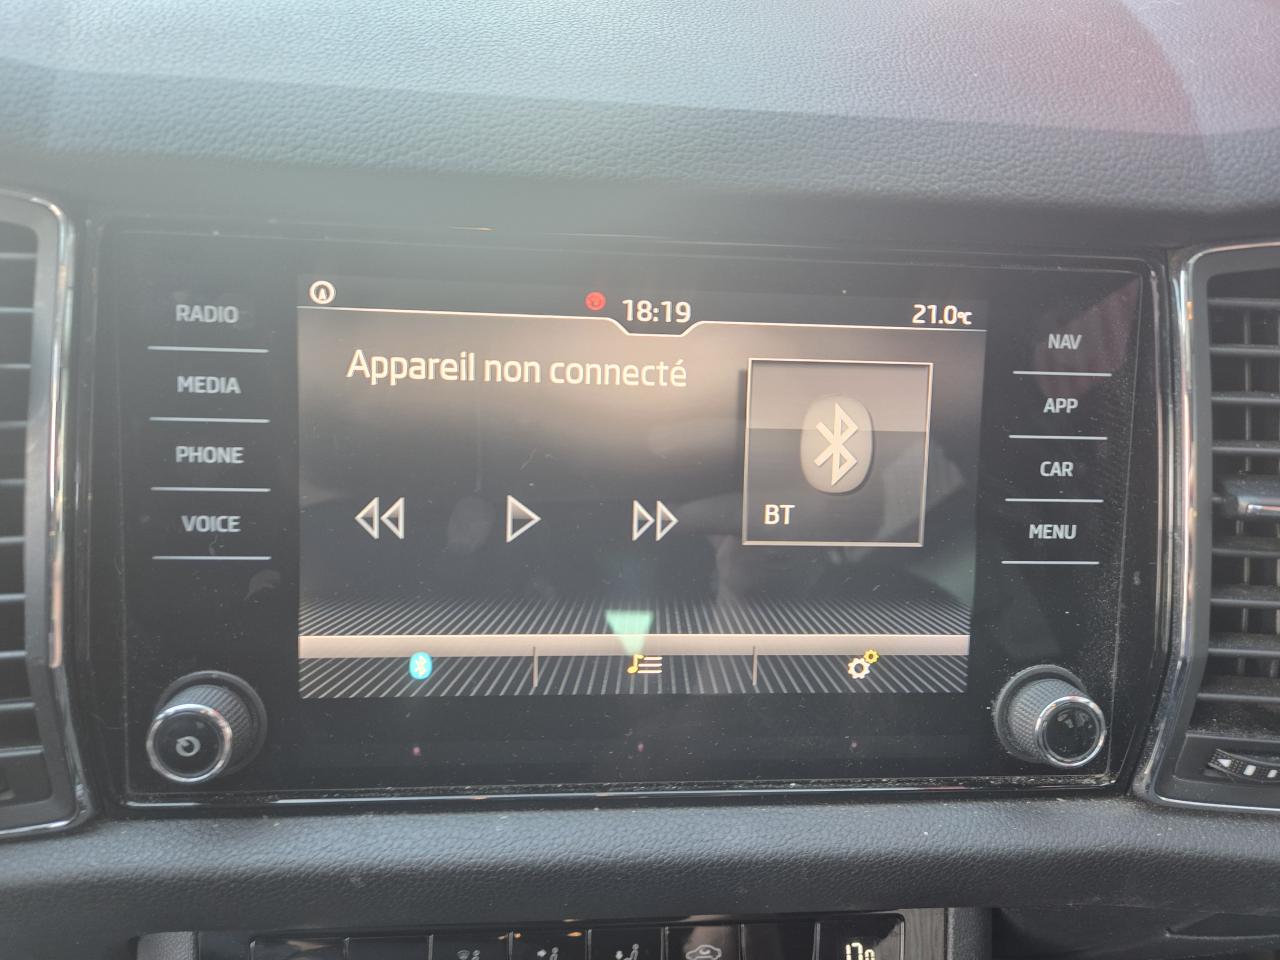 RADIO
MEDIA
PHONE
VOICE
18:19
21.0°C
Appareil non connecté
BT
NAV
APP
CAR
MENU